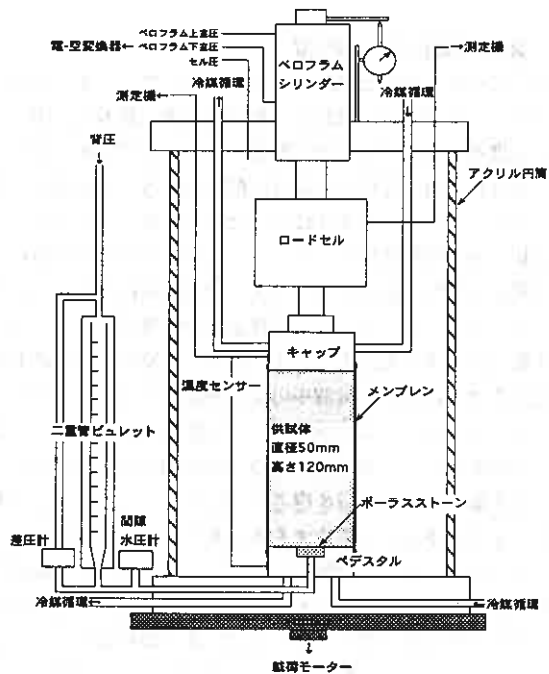 ベロフラム上室圧
電-空変換器←ベロフラム下室圧
セル圧
ベロフラム
シリンダー
→測定機
測定機←
冷媒循環
冷媒循環
背圧
アクリル円筒
ロードセル
キャップ
温度センサー
メンブレン
二重管ビュレット
供試体
直径50mm
高さ120mm
ポーラスストーン
間隙
水圧計
差圧計
ペデスタル
冷媒循環←
←冷媒循環
載荷モーター